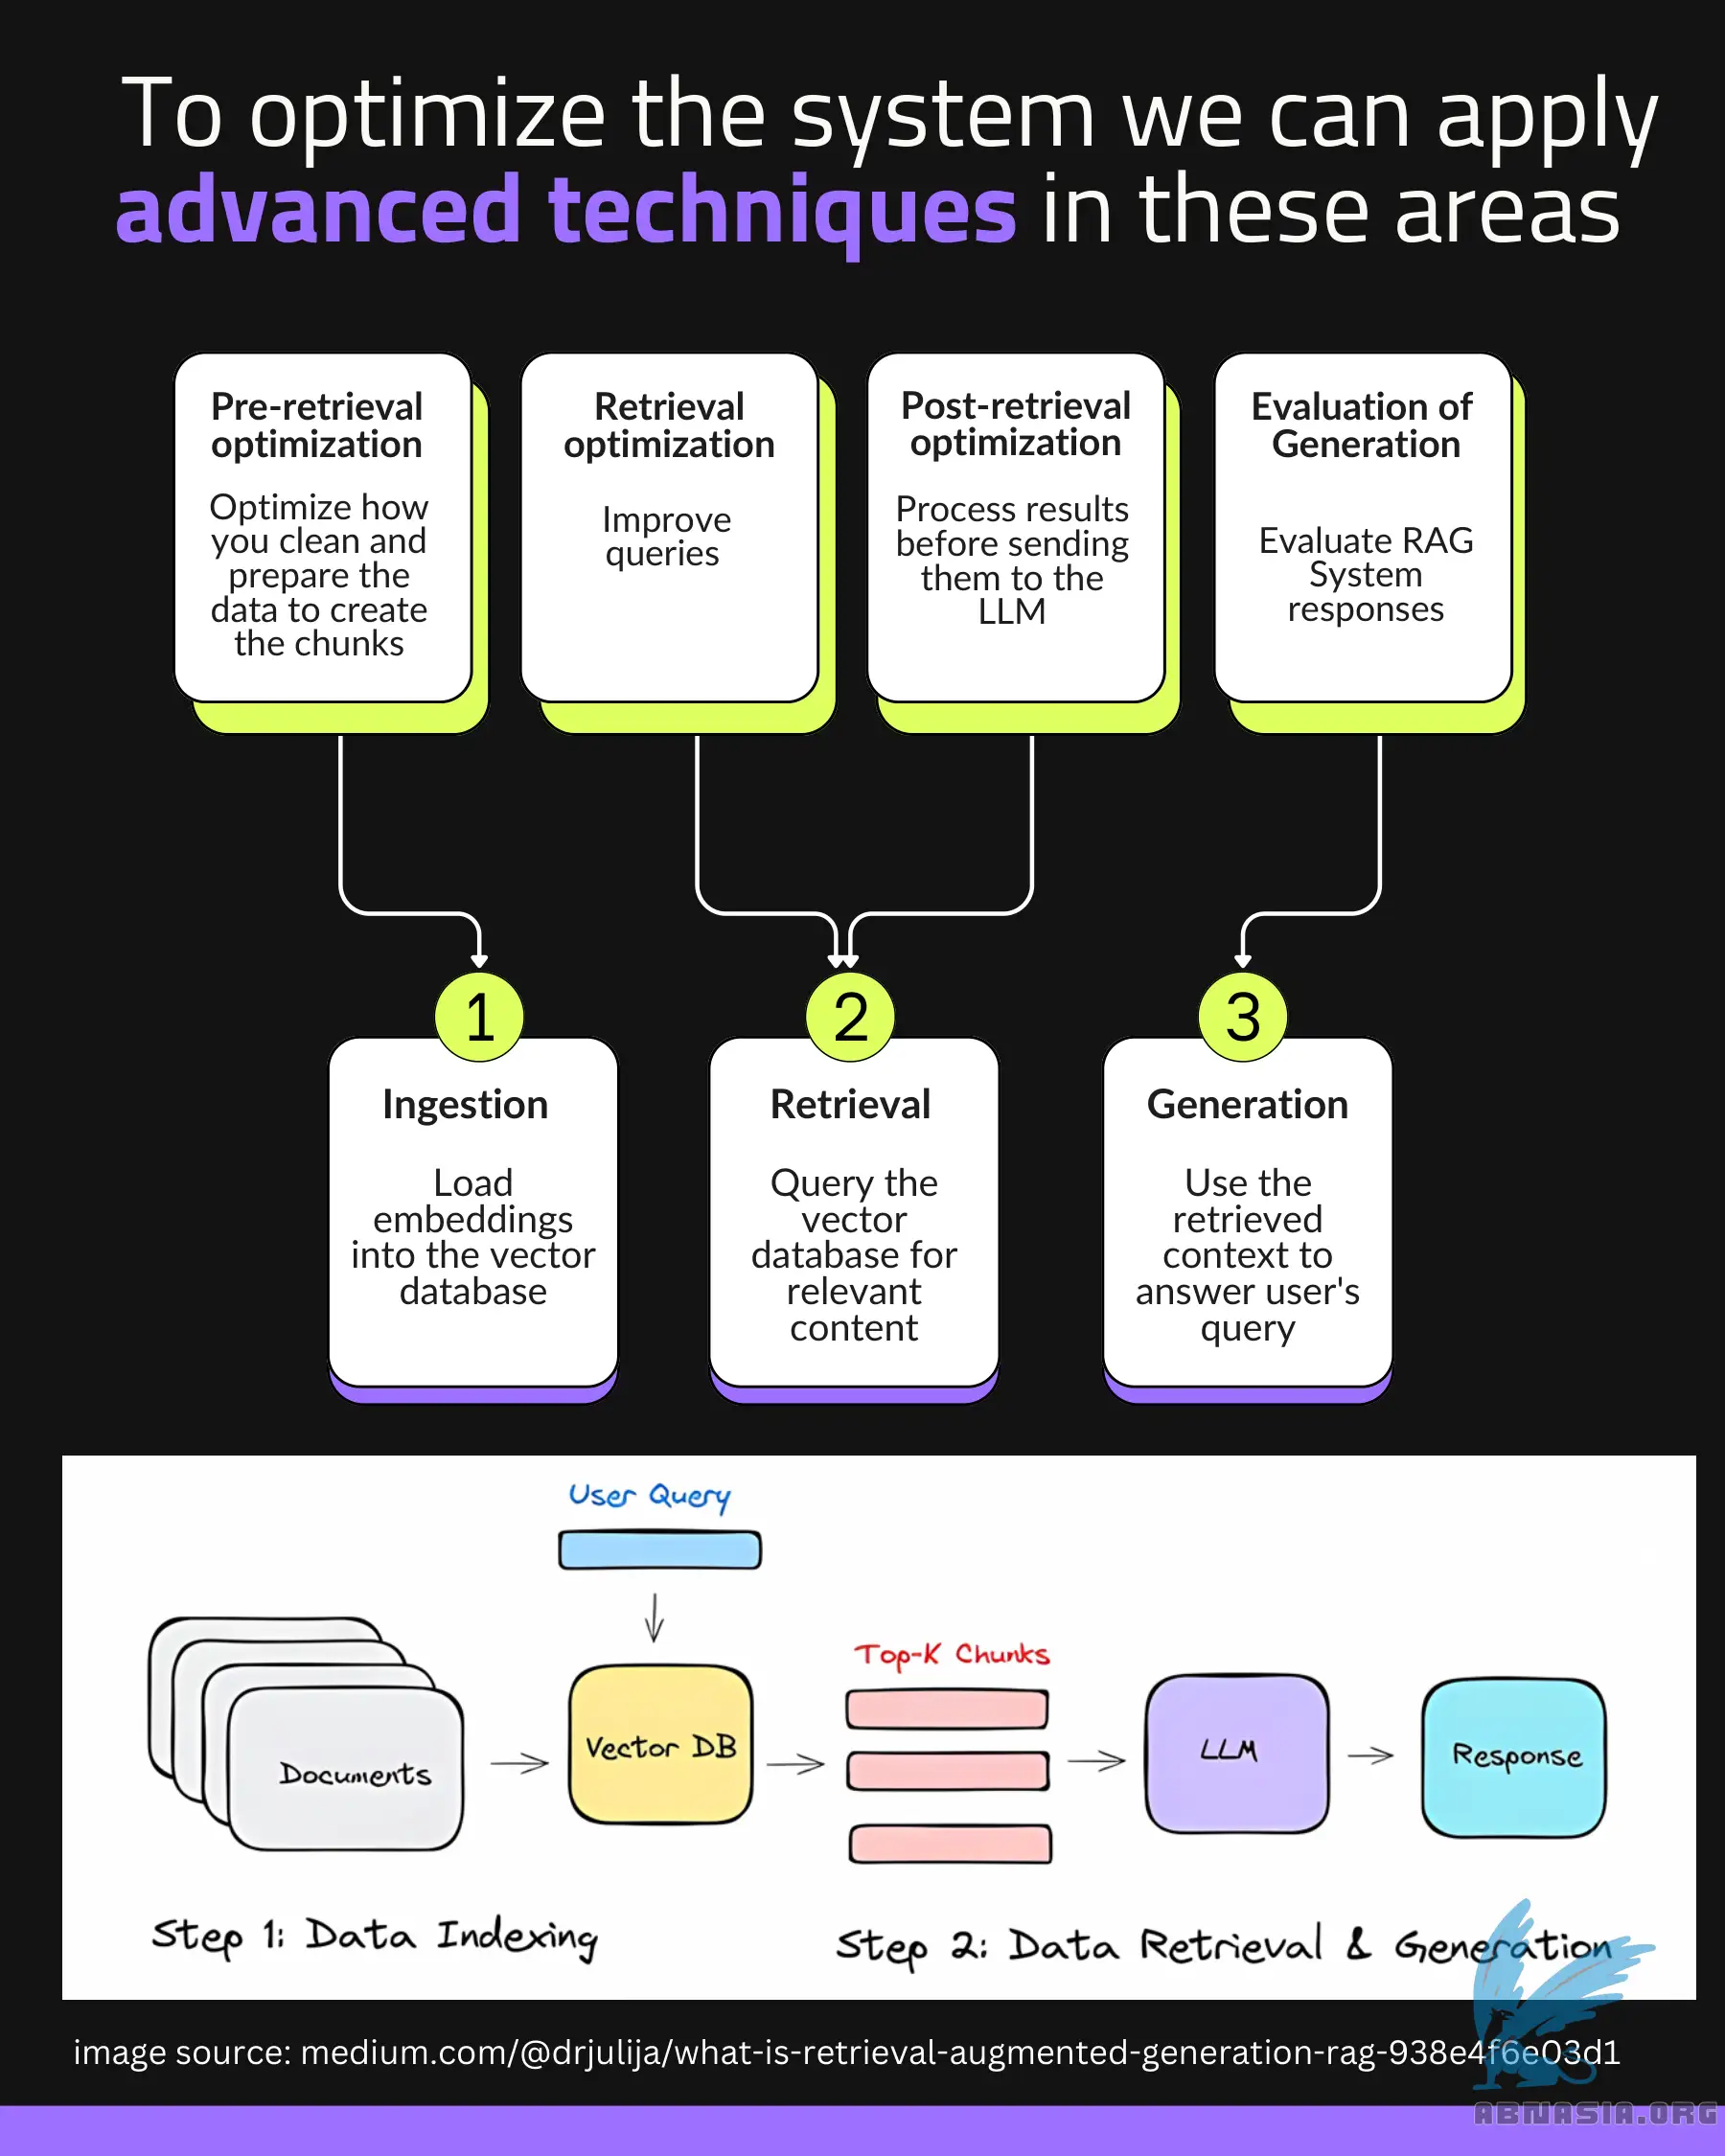 To optimize the system we can apply
advanced techniques in these areas
Pre-retrieval
optimization
Optimize how
you clean and
prepare the
data to create
the chunks
Retrieval
optimization
Improve
queries
Post-retrieval
optimization
Process results
before sending
them to the
LLM
Evaluation of
Generation
Evaluate RAG
System
responses
1
Ingestion
Load
embeddings
into the vector
database
2
Retrieval
Query the
vector
database for
relevant
content
3
Generation
Use the
retrieved
context to
answer user's
query
User Query
Documents
Vector DB
Top-K Chunks
LLM
Response
Step 1: Data Indexing
Step 2: Data Retrieval & Generation
image source: medium.com/@drjulija/what-is-retrieval-augmented-generation-rag-938e4f6e03d1
ABNASIA.ORG